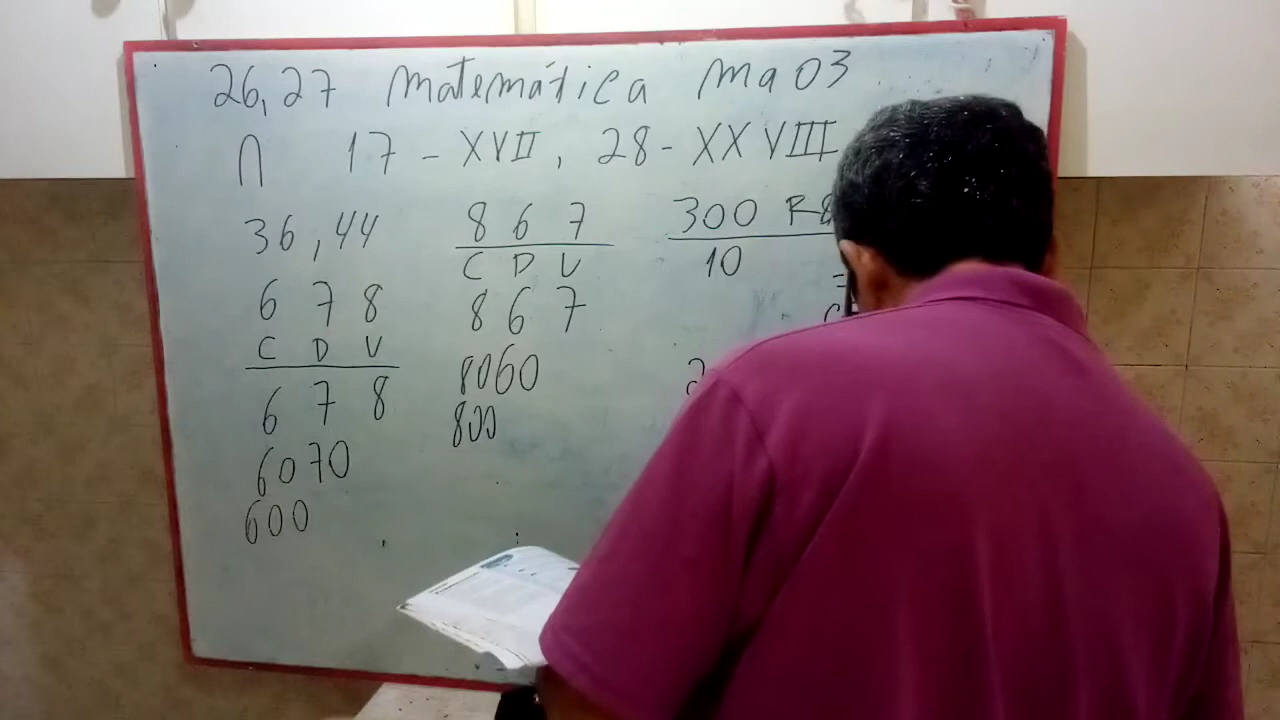 26,27 Matemática Ma03
∩ 17 - XVII, 28 - XXVIII
36,44
6 7 8
C D U
6 7 8
6070
600
8 6 7
C D U
8 6 7
8060
800
300 R$
10
2